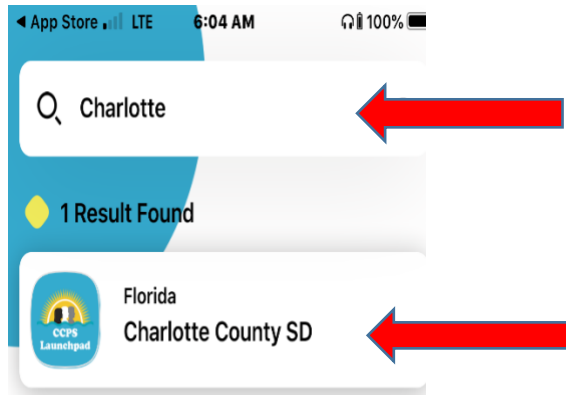 App Store LTE 6:04 AM 100%
Charlotte
1 Result Found
Florida
Charlotte County SD
CCPS
Launchpad